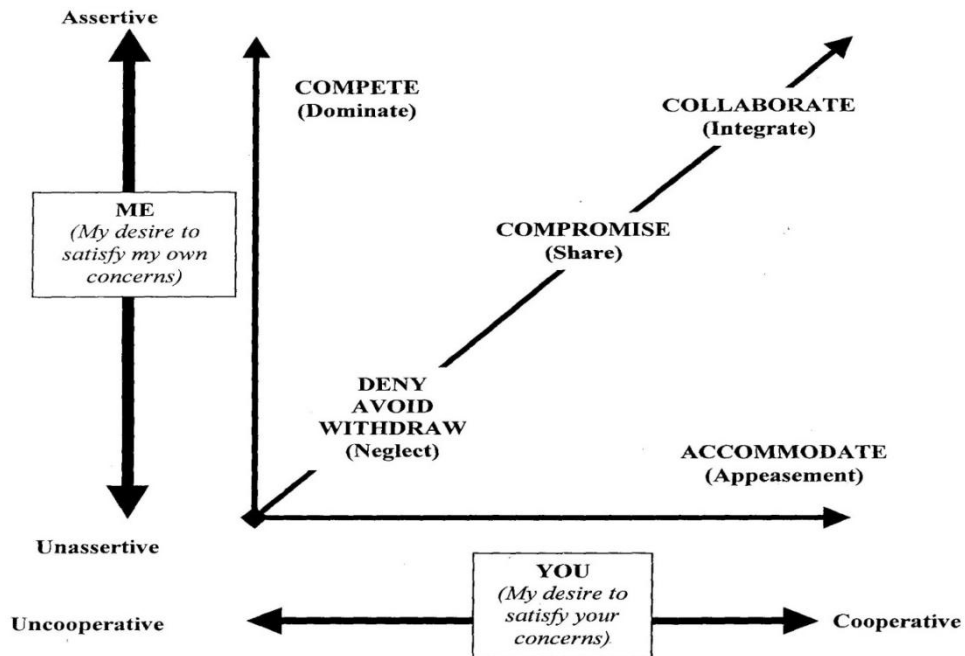 Assertive
COMPETE
(Dominate)
COLLABORATE
(Integrate)
ME
(My desire to
satisfy my own
concerns)
COMPROMISE
(Share)
DENY
AVOID
WITHDRAW
(Neglect)
ACCOMMODATE
(Appeasement)
Unassertive
YOU
(My desire to
satisfy your
concerns)
Uncooperative
Cooperative